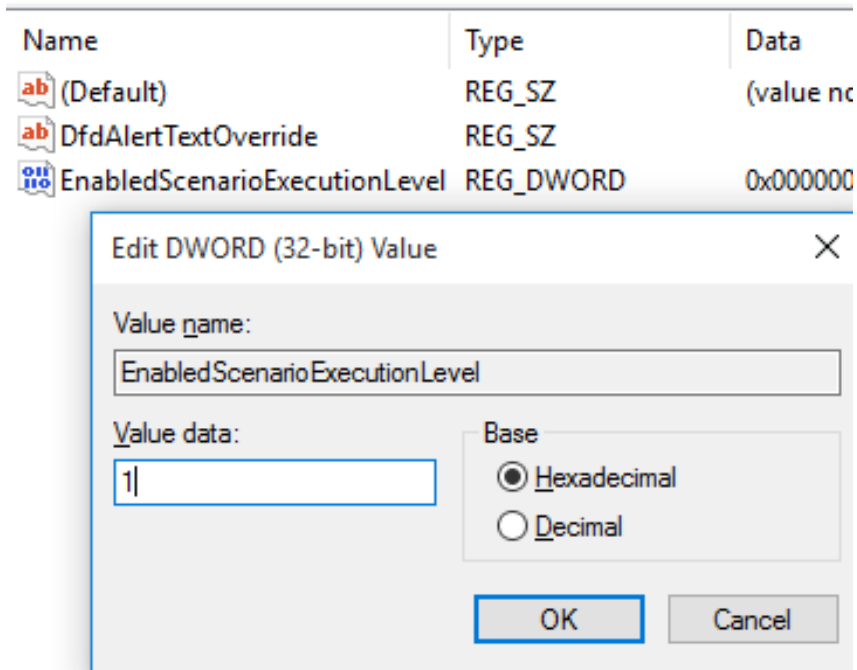 Name Type Data
(Default) REG_SZ (value no
DfdAlertTextOverride REG_SZ
EnabledScenarioExecutionLevel REG_DWORD 0x000000
Edit DWORD (32-bit) Value
Value name:
EnabledScenarioExecutionLevel
Value data: Base
1 Hexadecimal
Decimal
OK Cancel